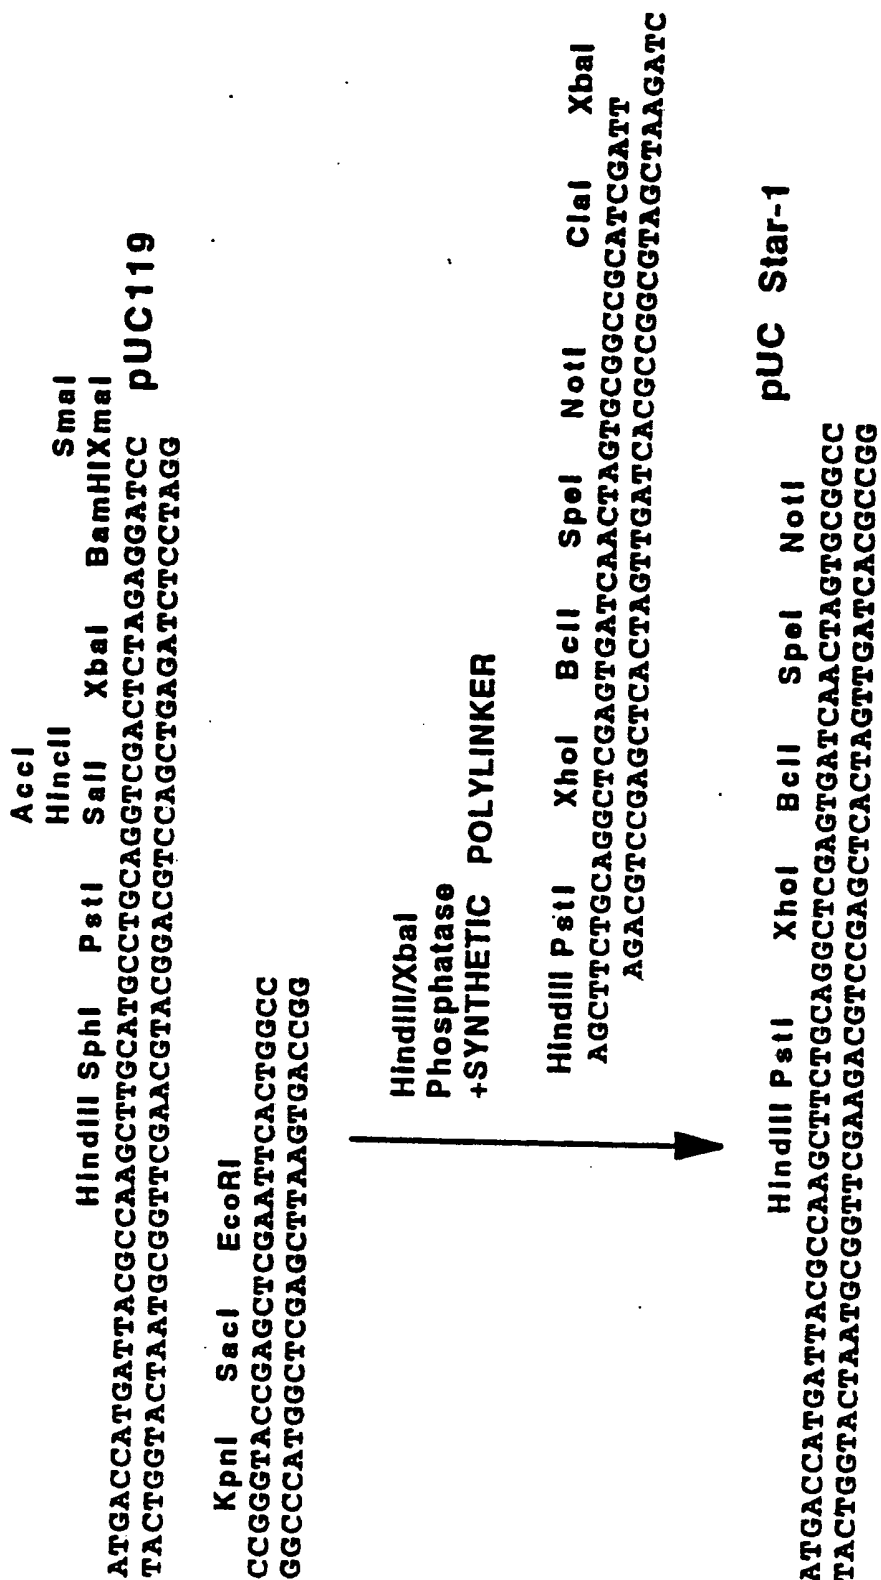 AccI
HincII SmaI
HindIII SphI PstI SalI XbaI BamHIXmaI
ATGACCATGATTACGCCAAGCTTGCATGCCTGCAGGTCGACTCTAGAGGATCC pUC119
TACTGGTACTAATGCGGTTCGAACGTACGGACGTCCAGCTGAGATCTCCTAGG
KpnI SacI EcoRI
CCGGGTACCGAGCTCGAATTCACTGGCC
GGCCCATGGCTCGAGCTTAAGTGACCGG
HindIII/XbaI
Phosphatase
+SYNTHETIC POLYLINKER
HindIII PstI XhoI BclI SpeI NotI ClaI XbaI
AGCTTCTGCAGGCTCGAGTGATCAACTAGTGCGGCCGCATCGATT
AGACGTCCGAGCTCACTAGTTGATCACGCCGGCGTAGCTAAGATC
pUC Star-1
HindIII PstI XhoI BclI SpeI NotI
ATGACCATGATTACGCCAAGCTTCTGCAGGCTCGAGTGATCAACTAGTGCGGCC
TACTGGTACTAATGCGGTTCGAAGACGTCCGAGCTCACTAGTTGATCACGCCGG